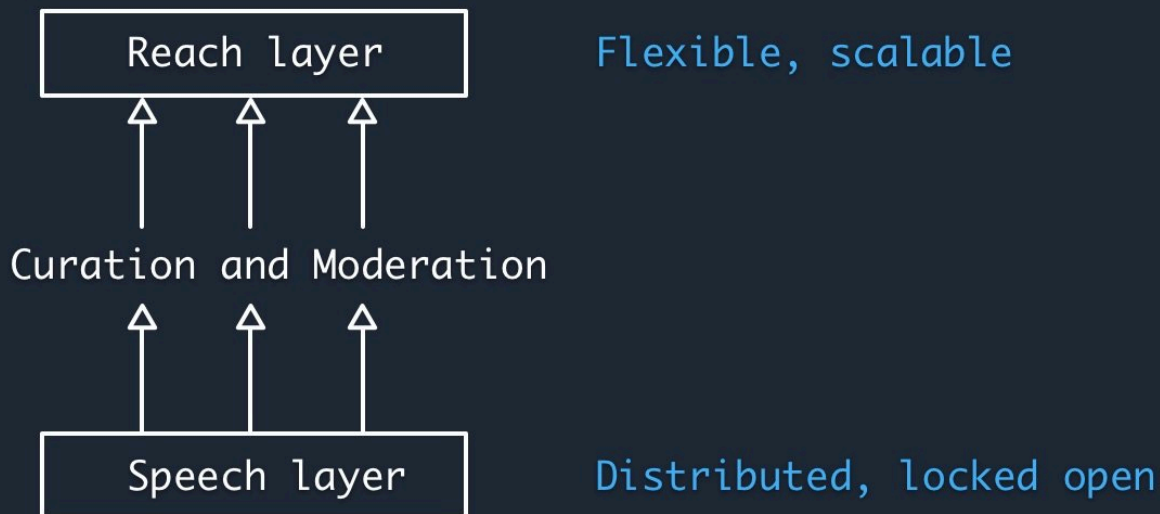 Reach layer
Flexible, scalable
Curation and Moderation
Speech layer
Distributed, locked open